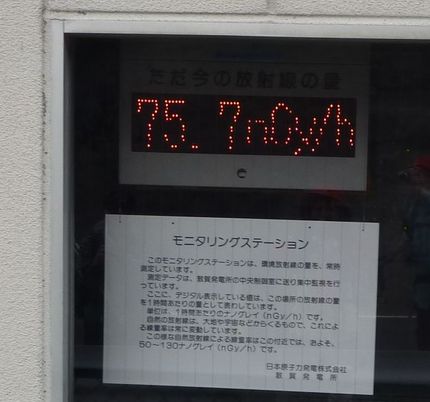 ただ今の放射線の量
75.7nGy/h
モニタリングステーション
このモニタリングステーションは、環境放射線の量を、常時
測定しています。
測定データは、敦賀発電所の中央制御室に送り集中監視を行
っています。
ここに、デジタル表示している値は、この場所の放射線の量
を1時間あたりの量として表わしています。
単位は、1時間あたりのナノグレイ（nGy/h）です。
自然の放射線は、大地や宇宙などからくるもので、これによ
る線量率は常に変動しています。
この様な自然放射線による線量率はこの付近では、およそ、
50～130ナノグレイ（nGy/h）です。
日本原子力発電株式会社
敦賀発電所